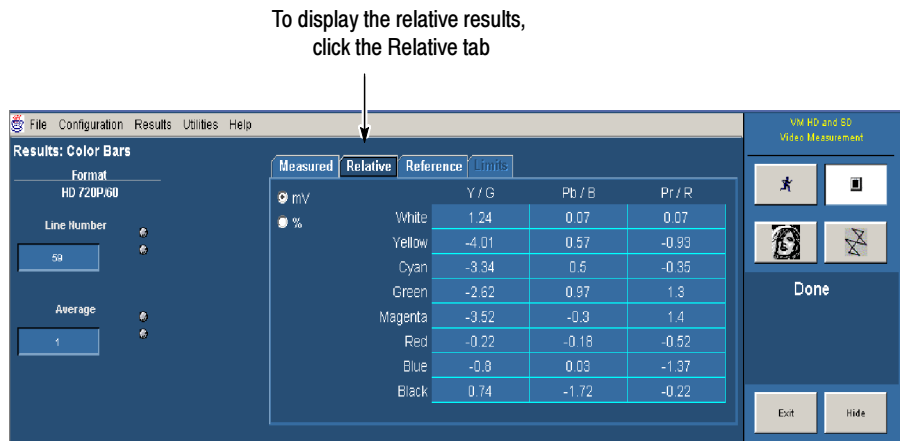 To display the relative results,
click the Relative tab
File Configuration Results Utilities Help
VM HD and SD
Video Measurement
Results: Color Bars
Format
HD 720P/60
Line Number
59
Average
1
Measured Relative Reference Limits
mV
%
Y / G Pb / B Pr / R
White 1.24 0.07 0.07
Yellow -4.01 0.57 -0.93
Cyan -3.34 0.5 -0.35
Green -2.62 0.97 1.3
Magenta -3.52 -0.3 1.4
Red -0.22 -0.18 -0.52
Blue -0.8 0.03 -1.37
Black 0.74 -1.72 -0.22
Done
Exit Hide